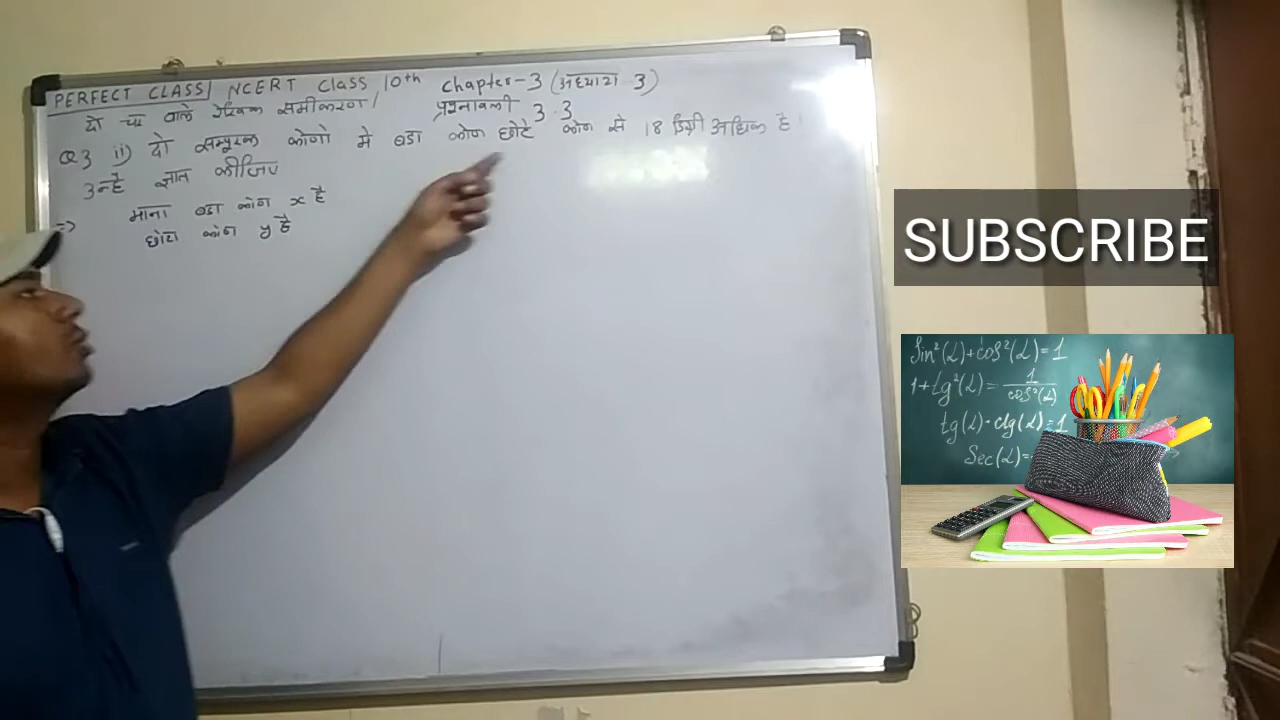 PERFECT CLASS/ NCERT Class 10th Chapter-3 (अध्याय 3)
दो चर वाले रैखिक समीकरण/ प्रश्नावली 3.3
Q3 ii) दो सम्पूरक कोणो मे बडा कोण छोटे कोण से 18 डिग्री अधिक है।
उन्है ज्ञात कीजिए
=> माना बडा कोण x है
छोटा कोण y है
SUBSCRIBE
Sin²(α)+cos²(α)=1
1+tg²(α)=1/cos²(α)
tg(α)·ctg(α)=1
Sec(α)=